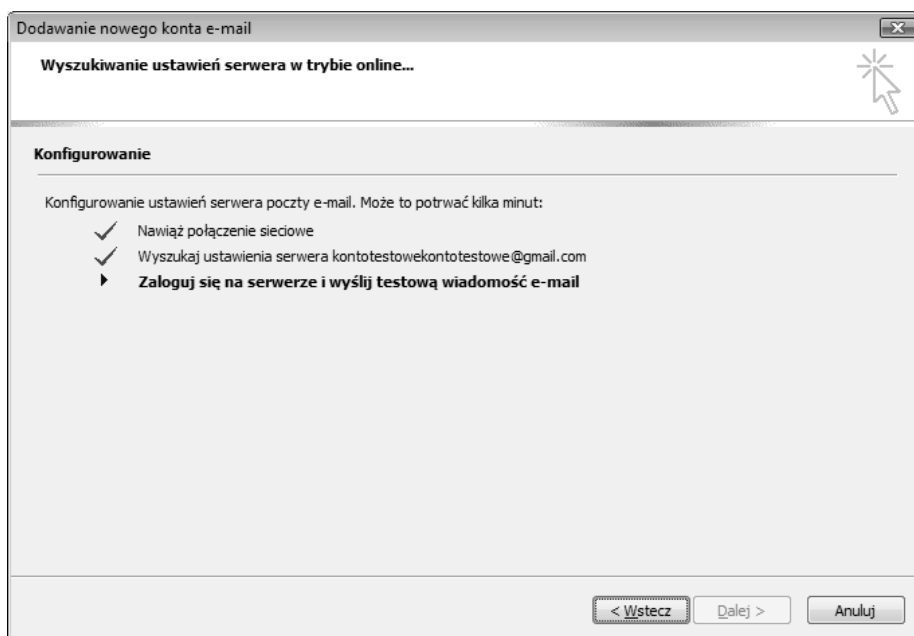 Dodawanie nowego konta e-mail
Wyszukiwanie ustawień serwera w trybie online...
Konfigurowanie
Konfigurowanie ustawień serwera poczty e-mail. Może to potrwać kilka minut:
Nawiąż połączenie sieciowe
Wyszukaj ustawienia serwera kontotestowekontotestowe@gmail.com
Zaloguj się na serwerze i wyślij testową wiadomość e-mail
< Wstecz Dalej > Anuluj